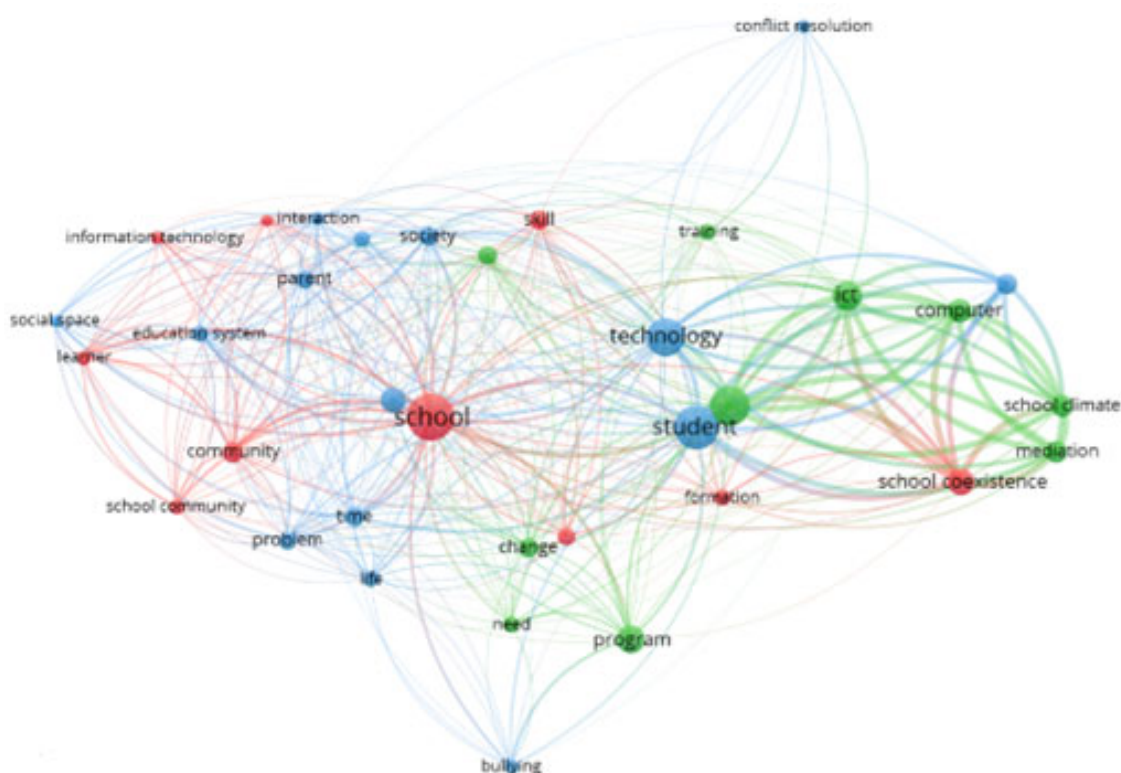 conflict resolution
interaction
skill
information technology
society
training
parent
ict
computer
social space
education system
technology
learner
school
student
school climate
community
mediation
school coexistence
school community
formation
time
problem
change
life
need
program
bullying